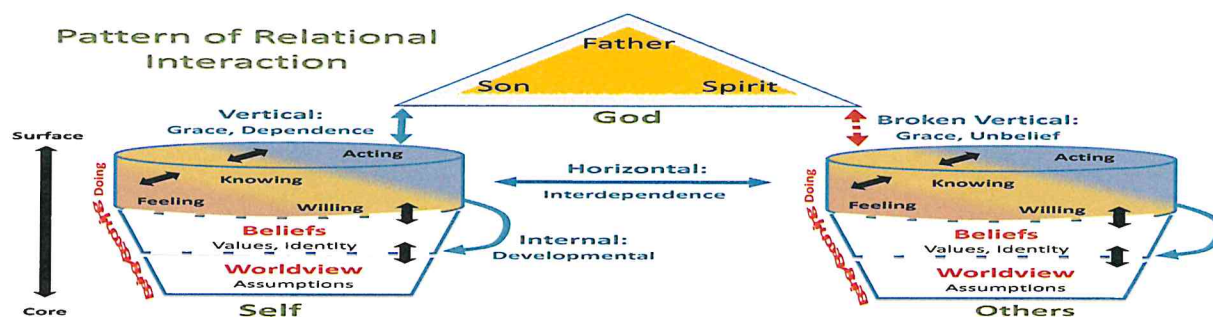 Pattern of Relational
Interaction
Father
Son
Spirit
God
Vertical:
Grace, Dependence
Broken Vertical:
Grace, Unbelief
Surface
Core
Doing
Acting
Knowing
Feeling
Willing
Beliefs
Values, Identity
Worldview
Assumptions
Self
Horizontal:
Interdependence
Internal:
Developmental
Doing
Acting
Knowing
Feeling
Willing
Beliefs
Values, Identity
Worldview
Assumptions
Others